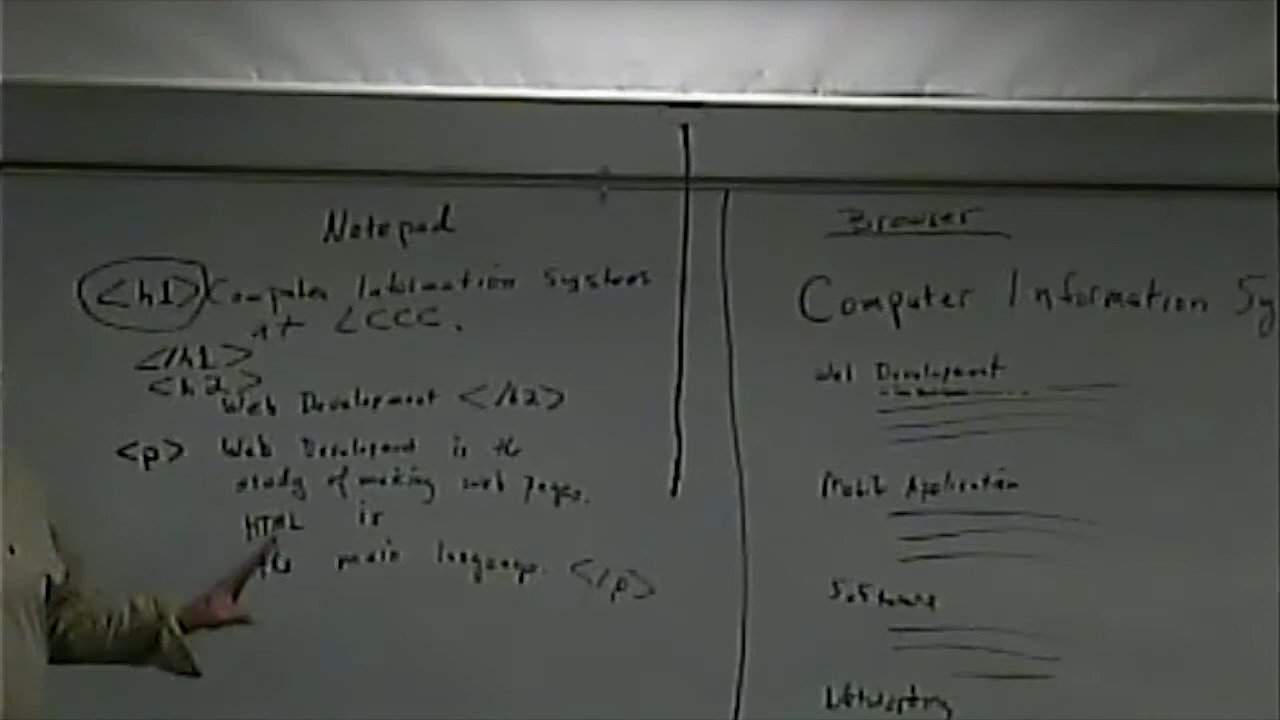 Notepad
<h1> Computer Information Systems
at LCCC.
</h1>
<h2>
Web Development </h2>
<p> Web Development is the
study of making web pages.
HTML is
the main language. </p>
Browser
Computer Information Sy
Web Development
Mobile Application
Software
Networking